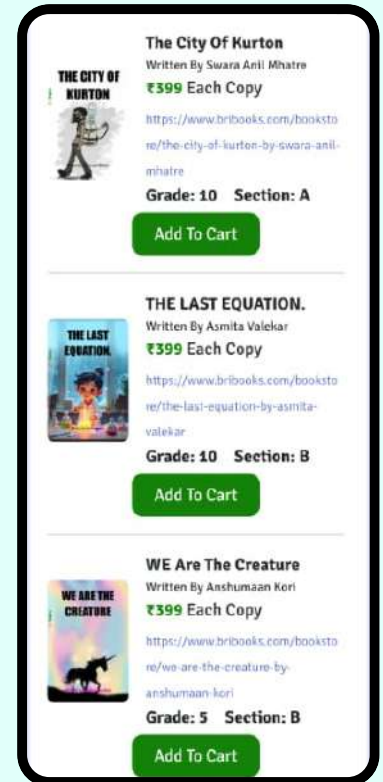 THE CITY OF
KURTON
The City Of Kurton
Written By Swara Anil Mhatre
₹399 Each Copy
https://www.bribooks.com/booksto
re/the-city-of-kurton-by-swara-anil-
mhatre
Grade: 10 Section: A
Add To Cart
THE LAST
EQUATION.
THE LAST EQUATION.
Written By Asmita Valekar
₹399 Each Copy
https://www.bribooks.com/booksto
re/the-last-equation-by-asmita-
valekar
Grade: 10 Section: B
Add To Cart
WE ARE THE
CREATURE
WE Are The Creature
Written By Anshumaan Kori
₹399 Each Copy
https://www.bribooks.com/booksto
re/we-are-the-creature-by-
anshumaan-kori
Grade: 5 Section: B
Add To Cart